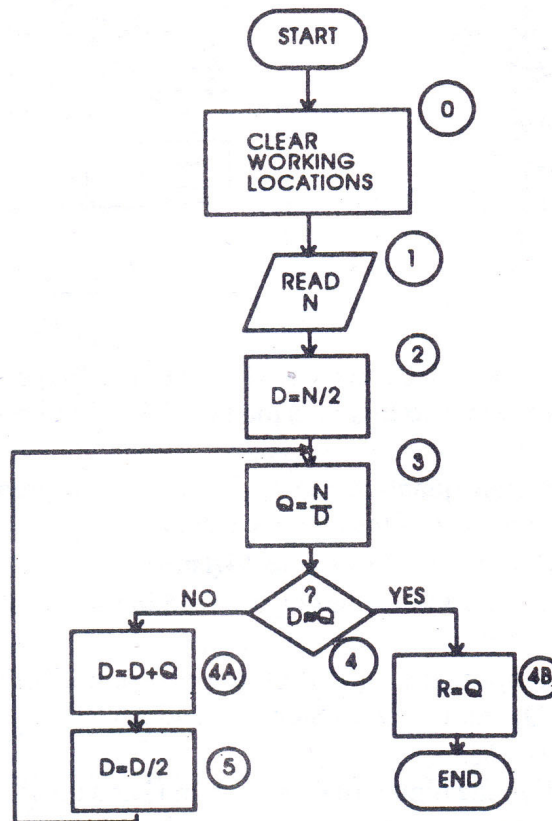 START
0
CLEAR
WORKING
LOCATIONS
1
READ
N
2
D=N/2
3
Q=N/D
?
D=Q
NO
YES
4
D=D+Q
4A
R=Q
4B
D=D/2
5
END